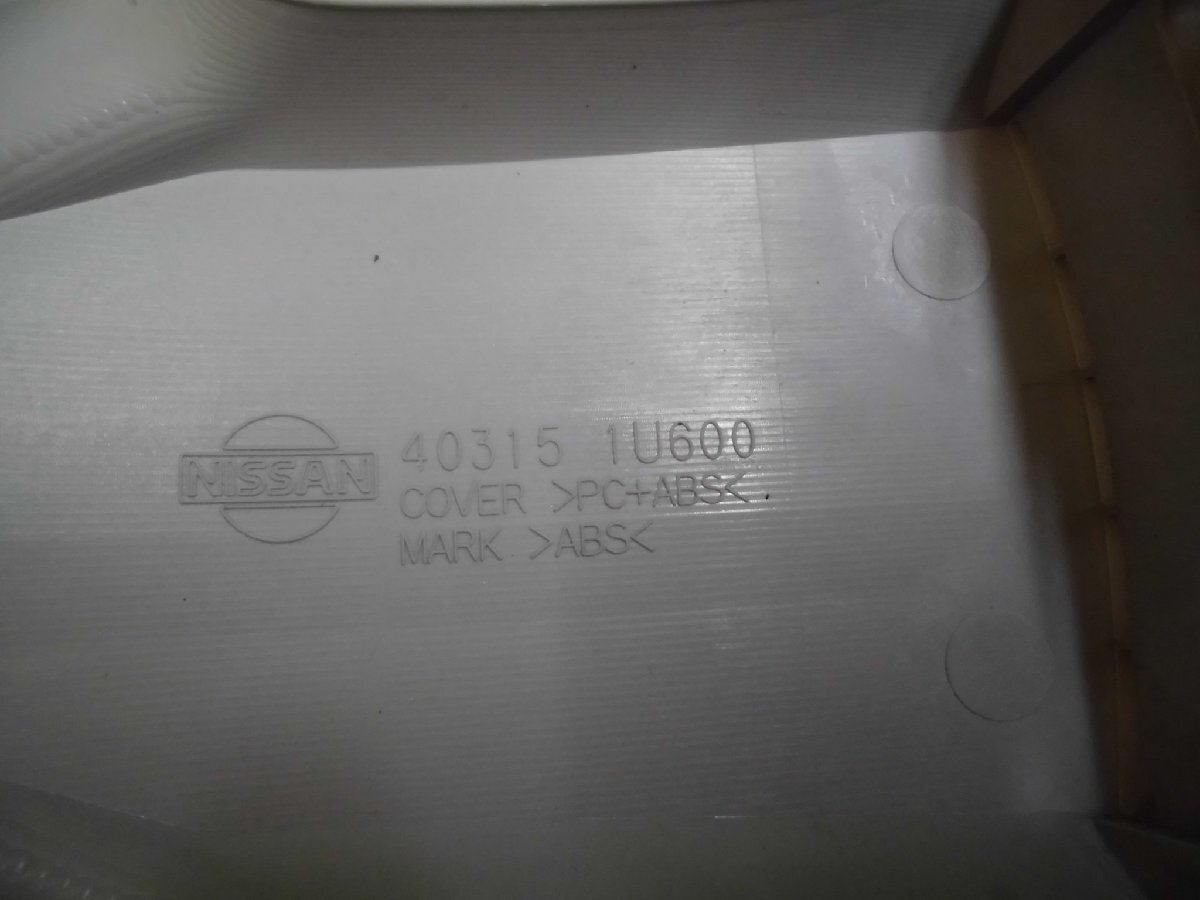 NISSAN
40315 1U600
COVER >PC+ABS<
MARK >ABS<